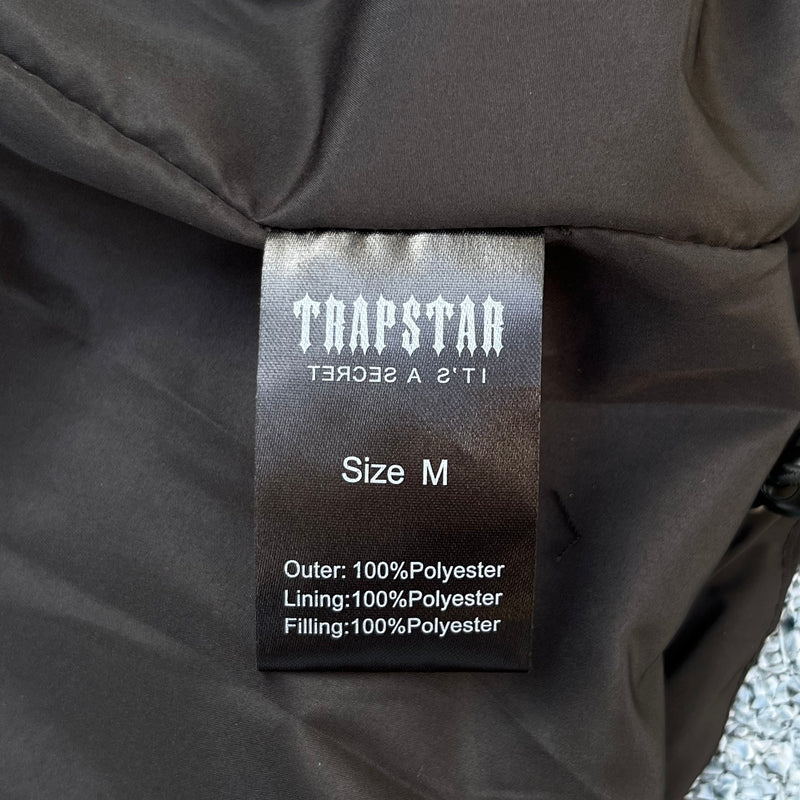 TRAPSTAR
IT'S A SECRET
Size M
Outer: 100%Polyester
Lining:100%Polyester
Filling:100%Polyester